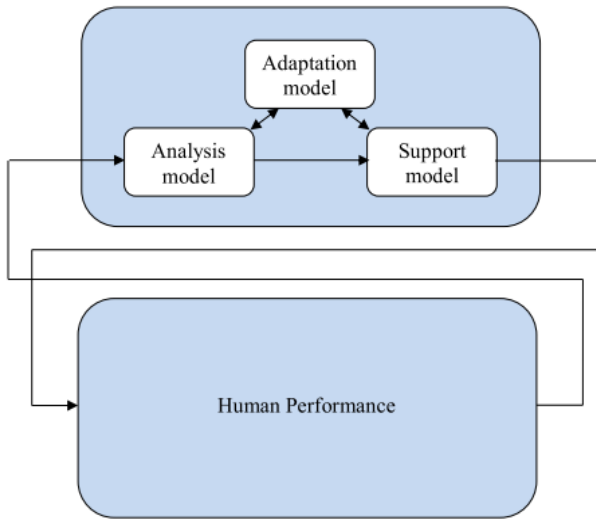 Adaptation
model
Analysis
model
Support
model
Human Performance